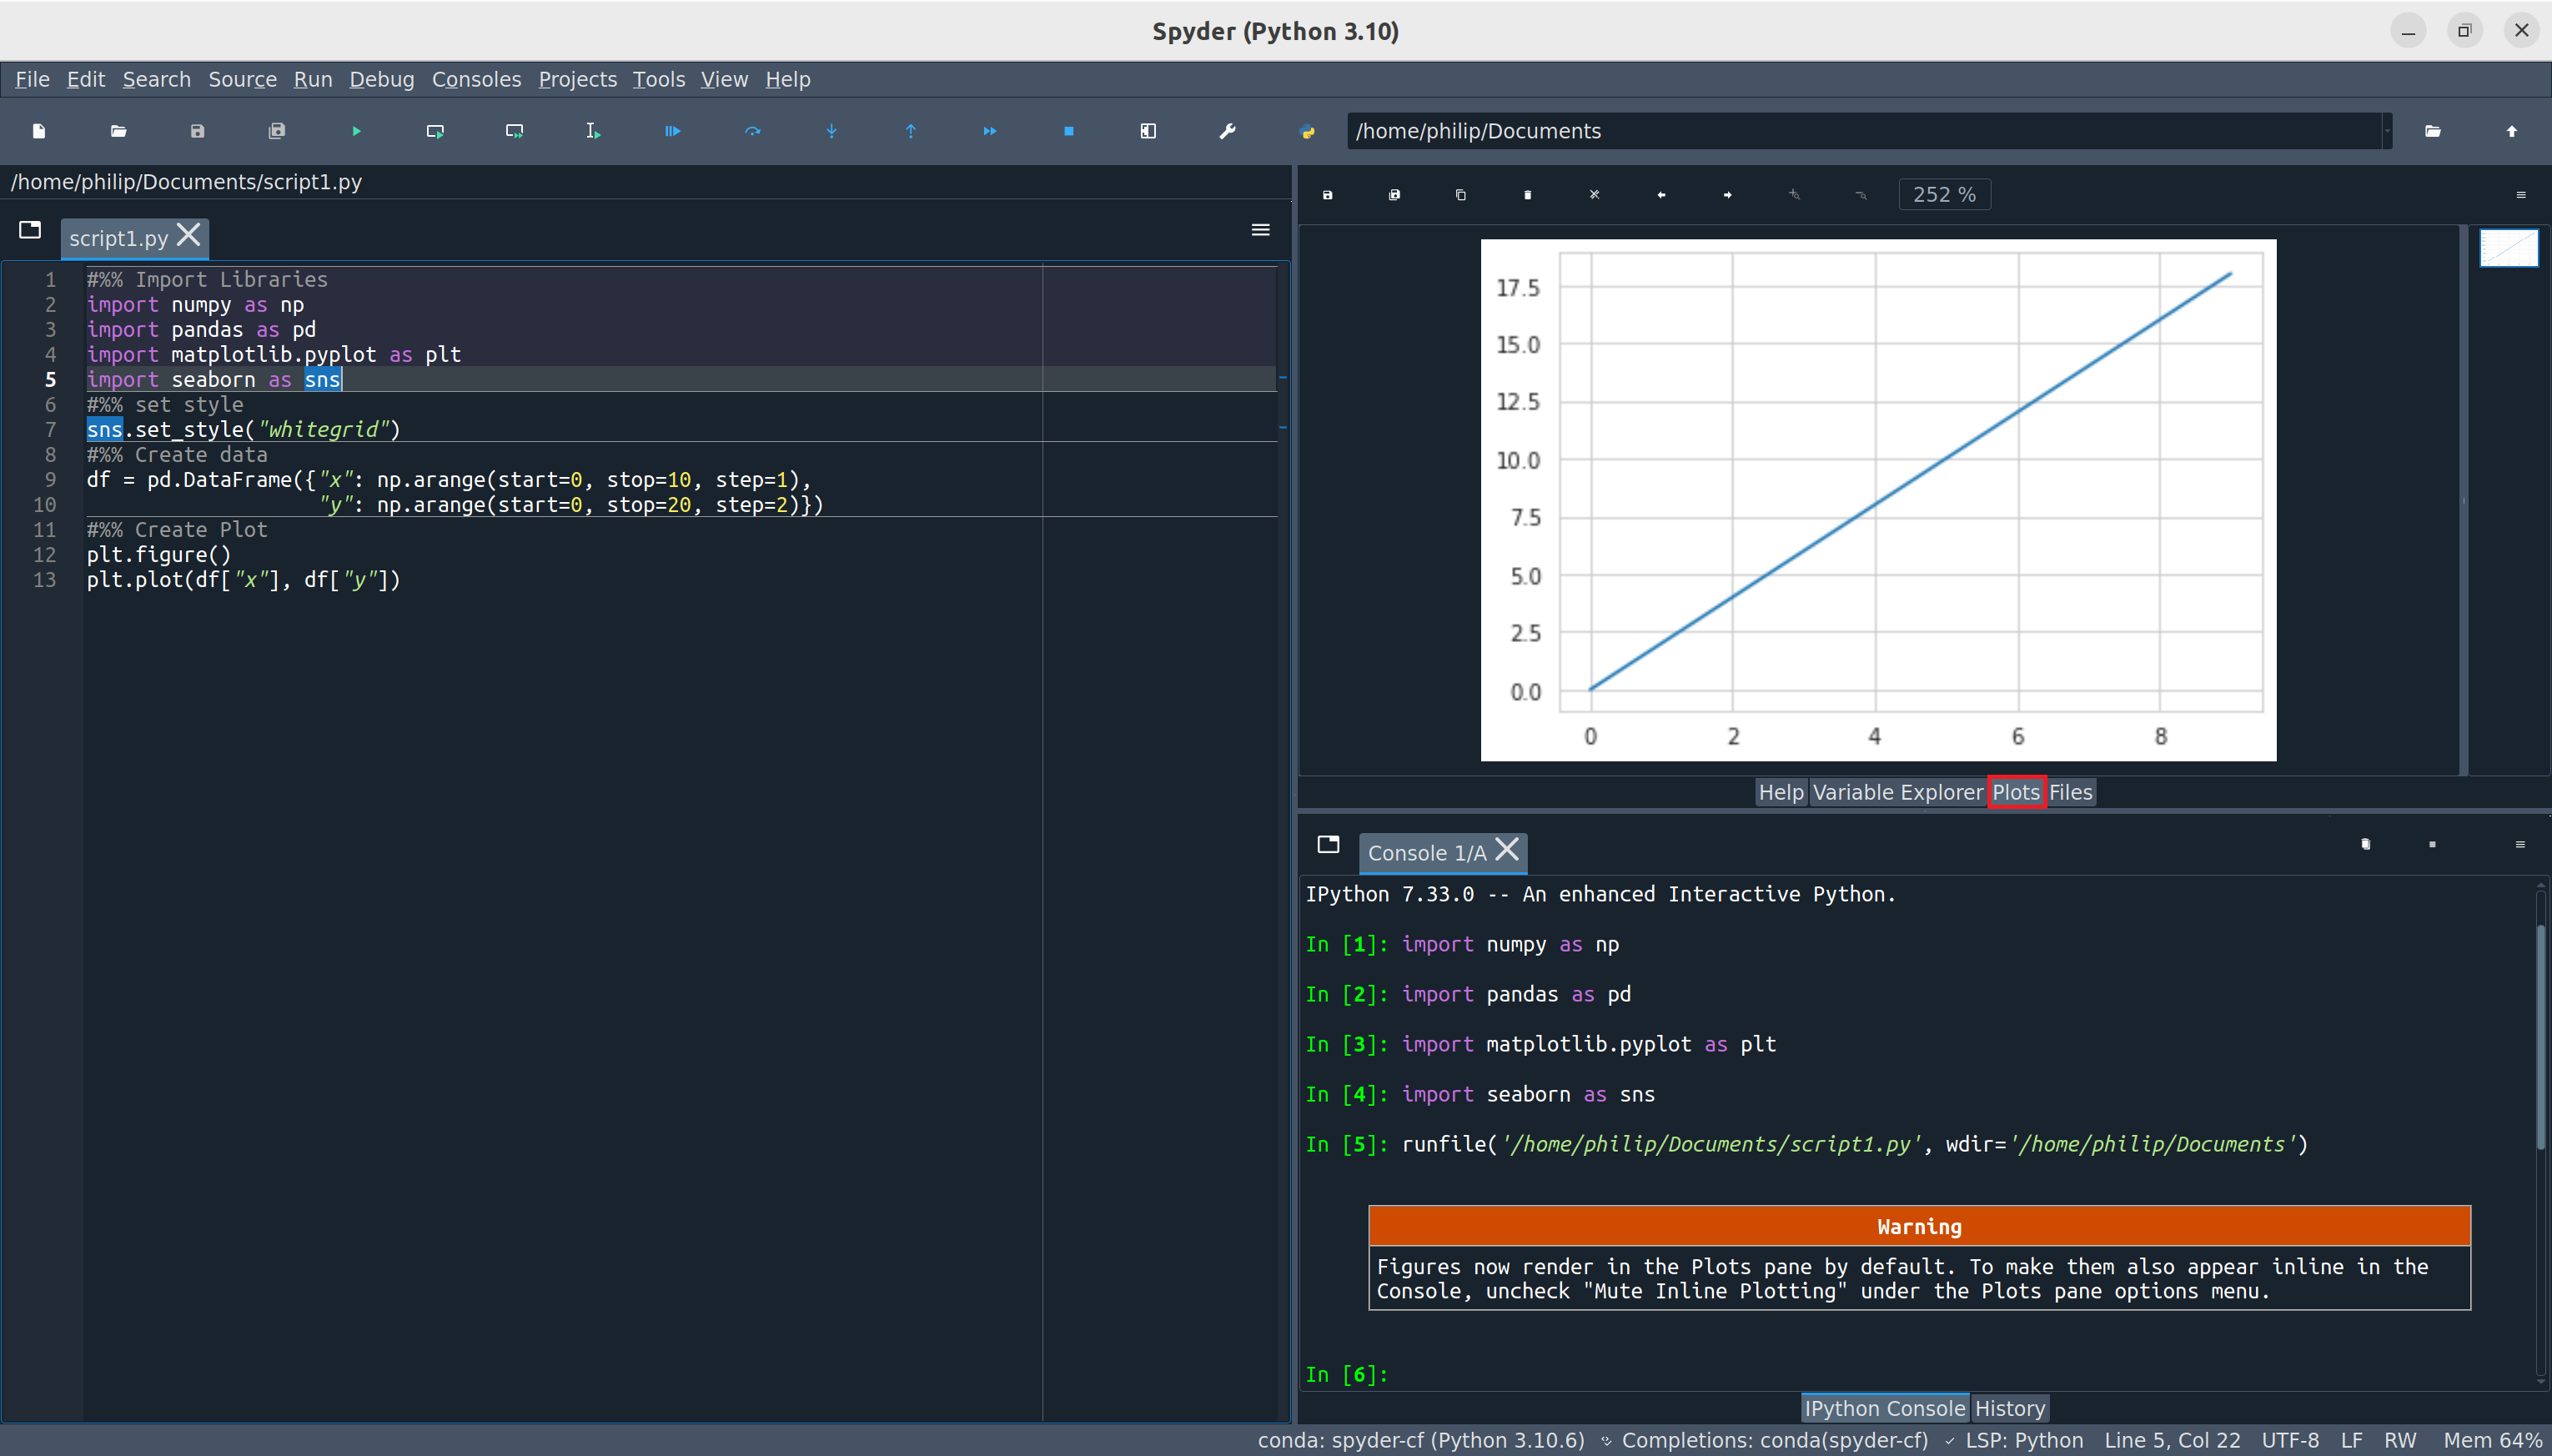 Spyder (Python 3.10)
File Edit Search Source Run Debug Consoles Projects Tools View Help
/home/philip/Documents
/home/philip/Documents/script1.py
script1.py
1 #%% Import Libraries
2 import numpy as np
3 import pandas as pd
4 import matplotlib.pyplot as plt
5 import seaborn as sns
6 #%% set style
7 sns.set_style("whitegrid")
8 #%% Create data
9 df = pd.DataFrame({"x": np.arange(start=0, stop=10, step=1),
10 "y": np.arange(start=0, stop=20, step=2)})
11 #%% Create Plot
12 plt.figure()
13 plt.plot(df["x"], df["y"])
252 %
17.5
15.0
12.5
10.0
7.5
5.0
2.5
0.0
0 2 4 6 8
Help Variable Explorer Plots Files
Console 1/A
IPython 7.33.0 -- An enhanced Interactive Python.
In [1]: import numpy as np
In [2]: import pandas as pd
In [3]: import matplotlib.pyplot as plt
In [4]: import seaborn as sns
In [5]: runfile('/home/philip/Documents/script1.py', wdir='/home/philip/Documents')
Warning
Figures now render in the Plots pane by default. To make them also appear inline in the
Console, uncheck "Mute Inline Plotting" under the Plots pane options menu.
In [6]:
IPython Console History
conda: spyder-cf (Python 3.10.6) Completions: conda(spyder-cf) LSP: Python Line 5, Col 22 UTF-8 LF RW Mem 64%